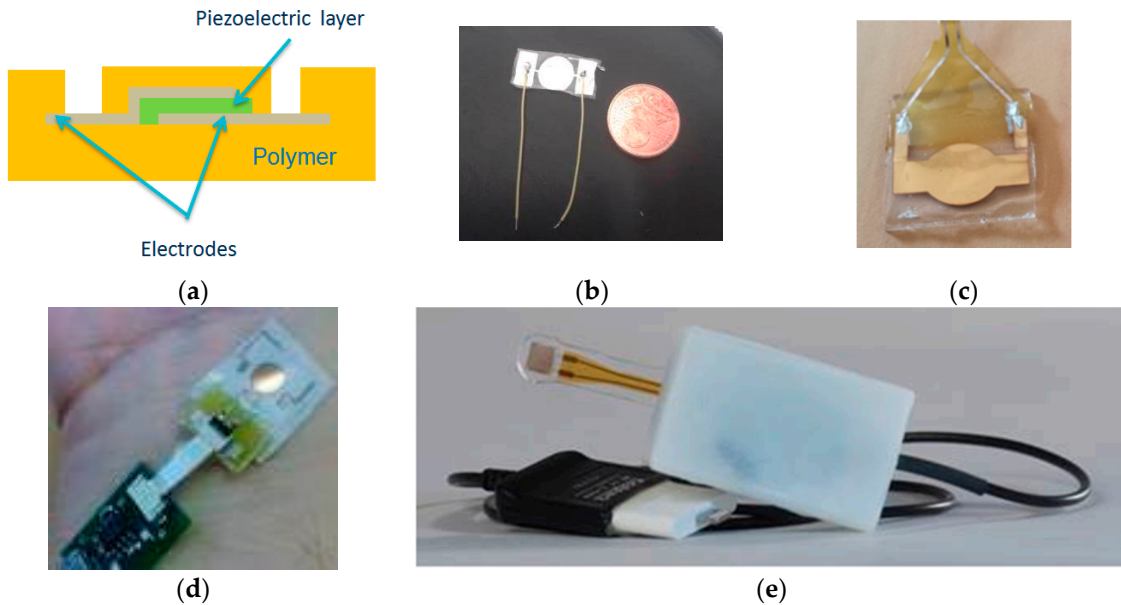 Piezoelectric layer
Polymer
Electrodes
(a)
(b)
(c)
(d)
(e)